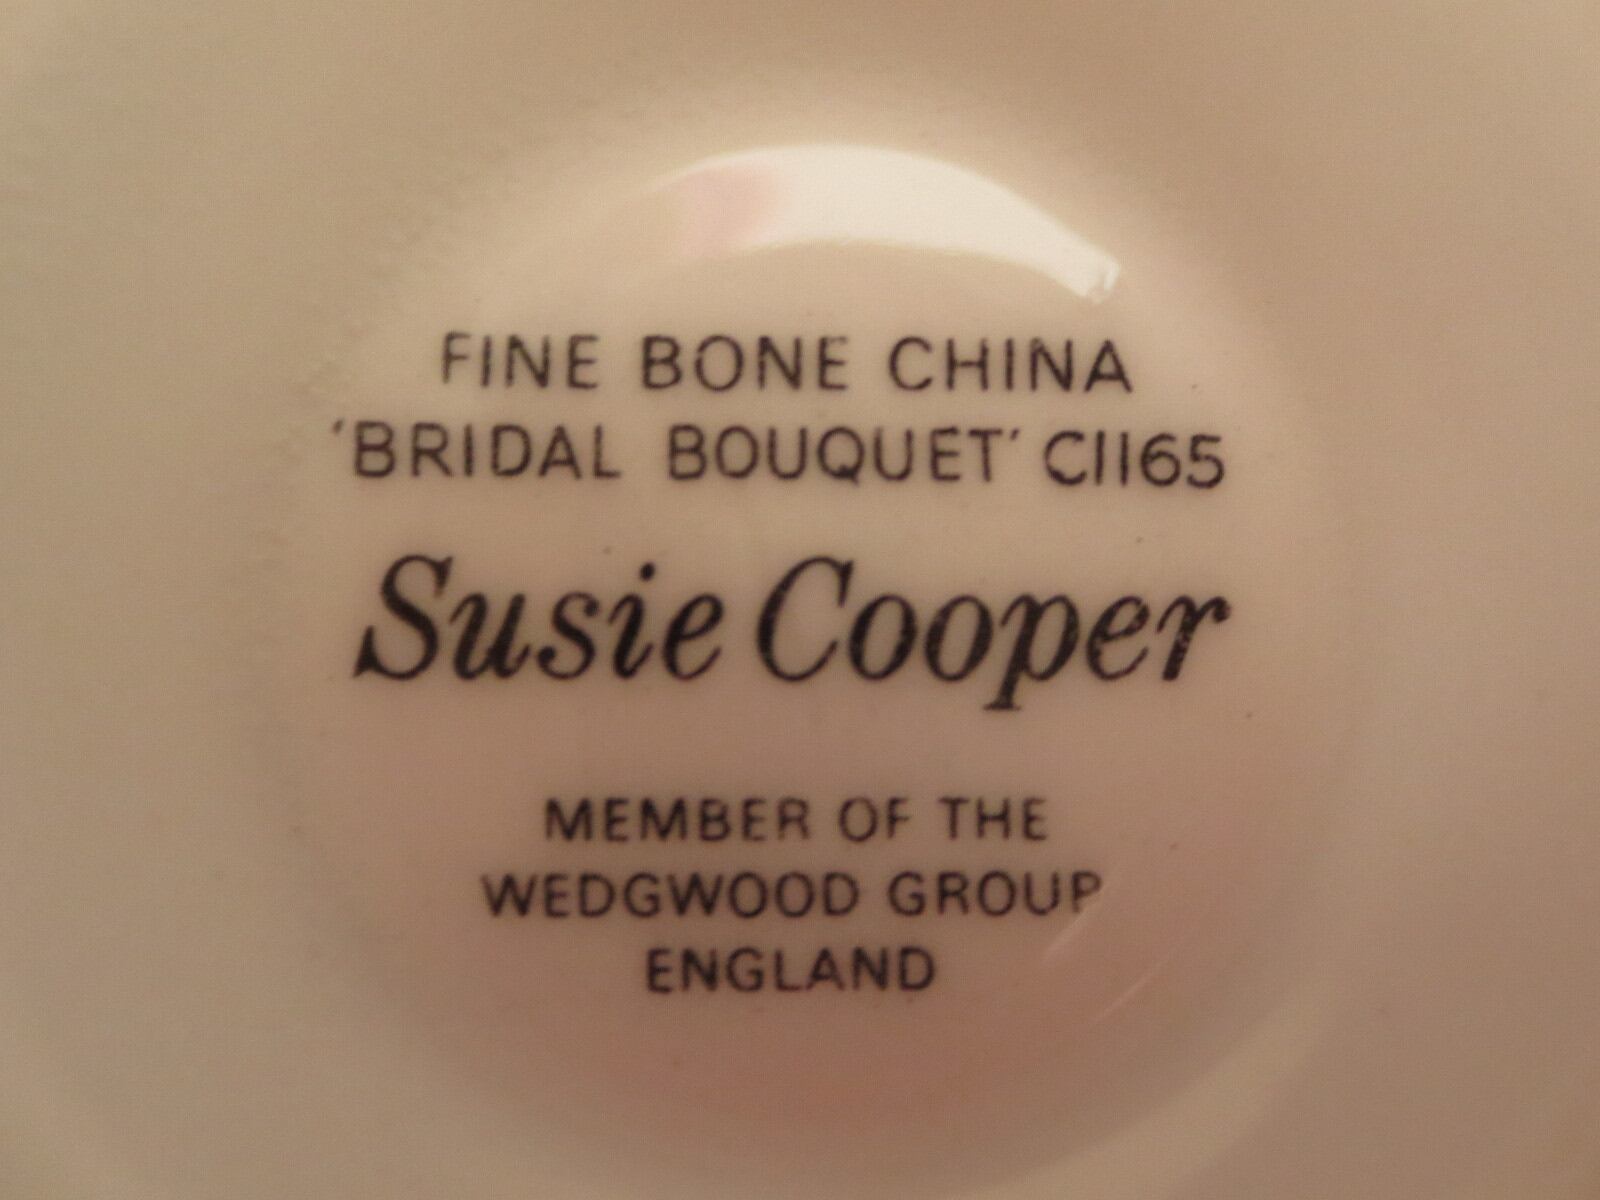 FINE BONE CHINA
'BRIDAL BOUQUET' C1165
Susie Cooper
MEMBER OF THE
WEDGWOOD GROUP
ENGLAND